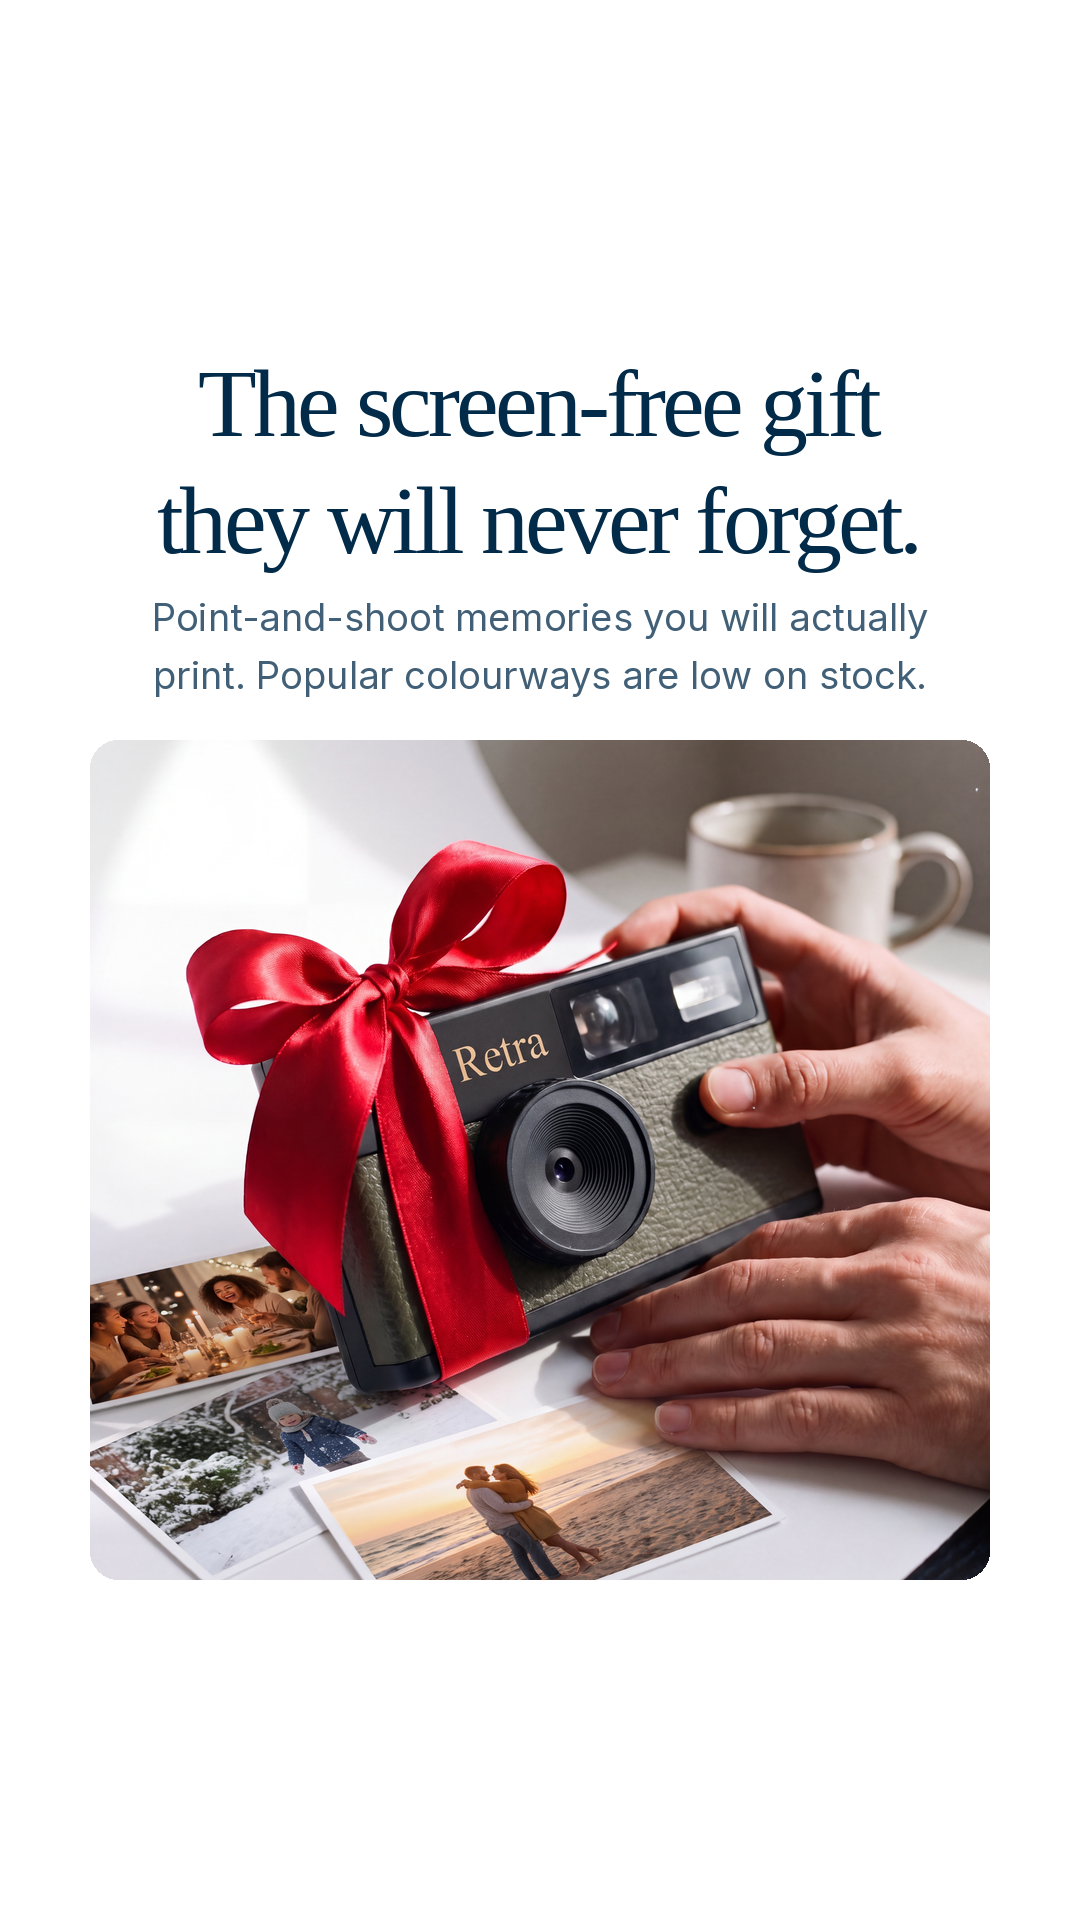 The screen-free gift
they will never forget.
Point-and-shoot memories you will actually
print. Popular colourways are low on stock.
Retra